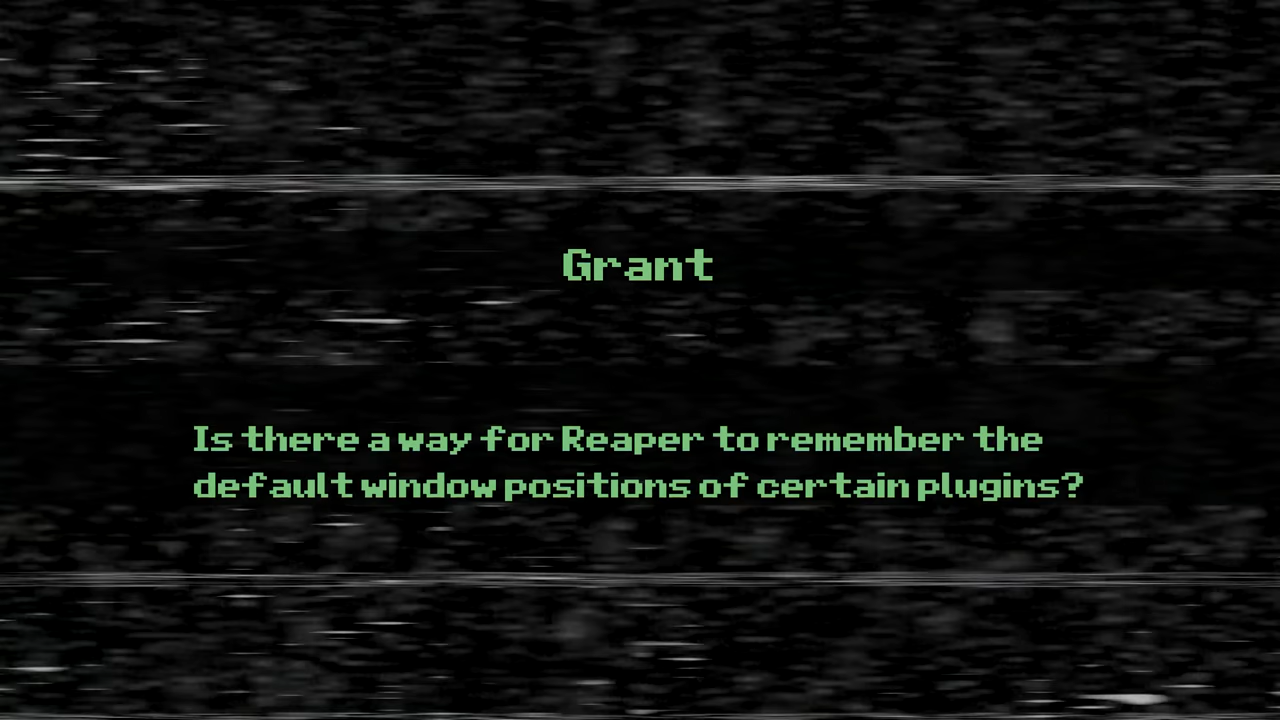 Grant
Is there a way for Reaper to remember the
default window positions of certain plugins?